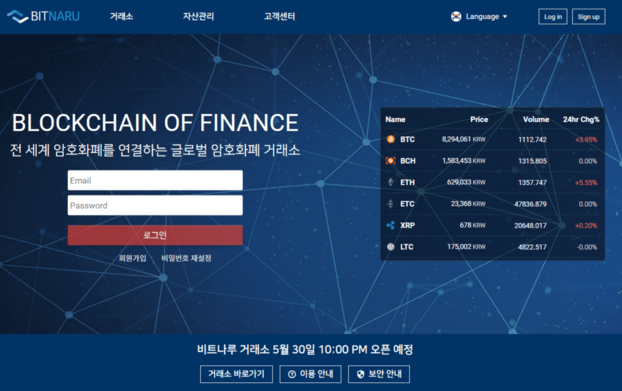 BITNARU 거래소 자산관리 고객센터 Language Log in Sign up
BLOCKCHAIN OF FINANCE
전 세계 암호화폐를 연결하는 글로벌 암호화폐 거래소
Email
Password
로그인
회원가입 비밀번호 재설정
Name Price Volume 24hr Chg%
BTC 8,294,061 KRW 1112.742 +3.95%
BCH 1,583,453 KRW 1315.805 0.00%
ETH 629,033 KRW 1357.747 +5.55%
ETC 23,368 KRW 47836.879 0.00%
XRP 678 KRW 20648.017 +0.20%
LTC 175,002 KRW 4822.517 -0.00%
비트나루 거래소 5월 30일 10:00 PM 오픈 예정
거래소 바로가기 이용 안내 보안 안내